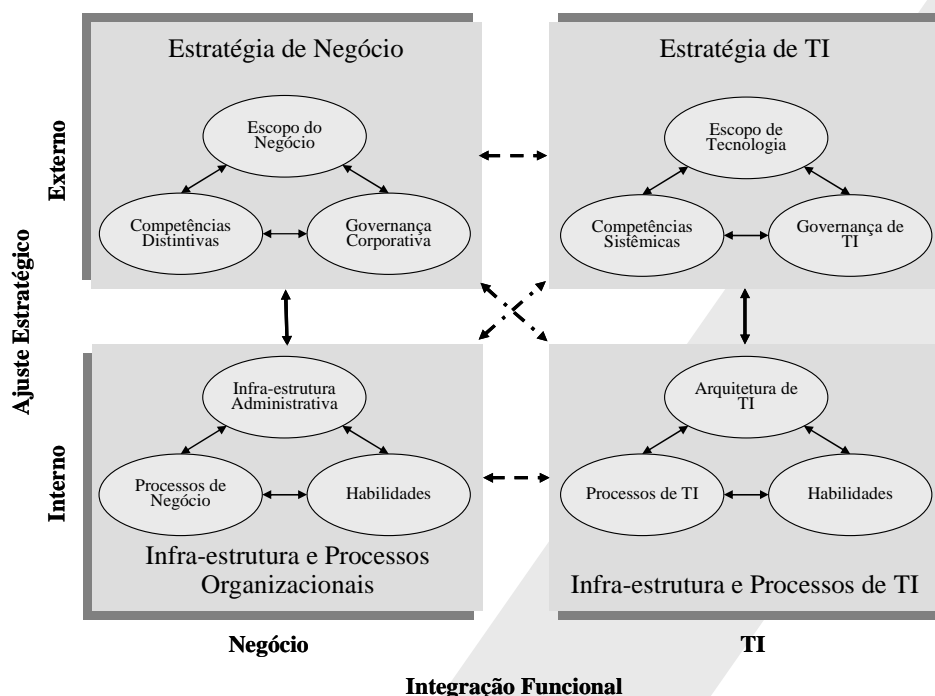 Estratégia de Negócio
Escopo do
Negócio
Competências
Distintivas
Governança
Corporativa
Estratégia de TI
Escopo de
Tecnologia
Competências
Sistêmicas
Governança de
TI
Externo
Ajuste Estratégico
Interno
Infra-estrutura
Administrativa
Processos de
Negócio
Habilidades
Infra-estrutura e Processos
Organizacionais
Arquitetura de
TI
Processos de TI
Habilidades
Infra-estrutura e Processos de TI
Negócio
TI
Integração Funcional